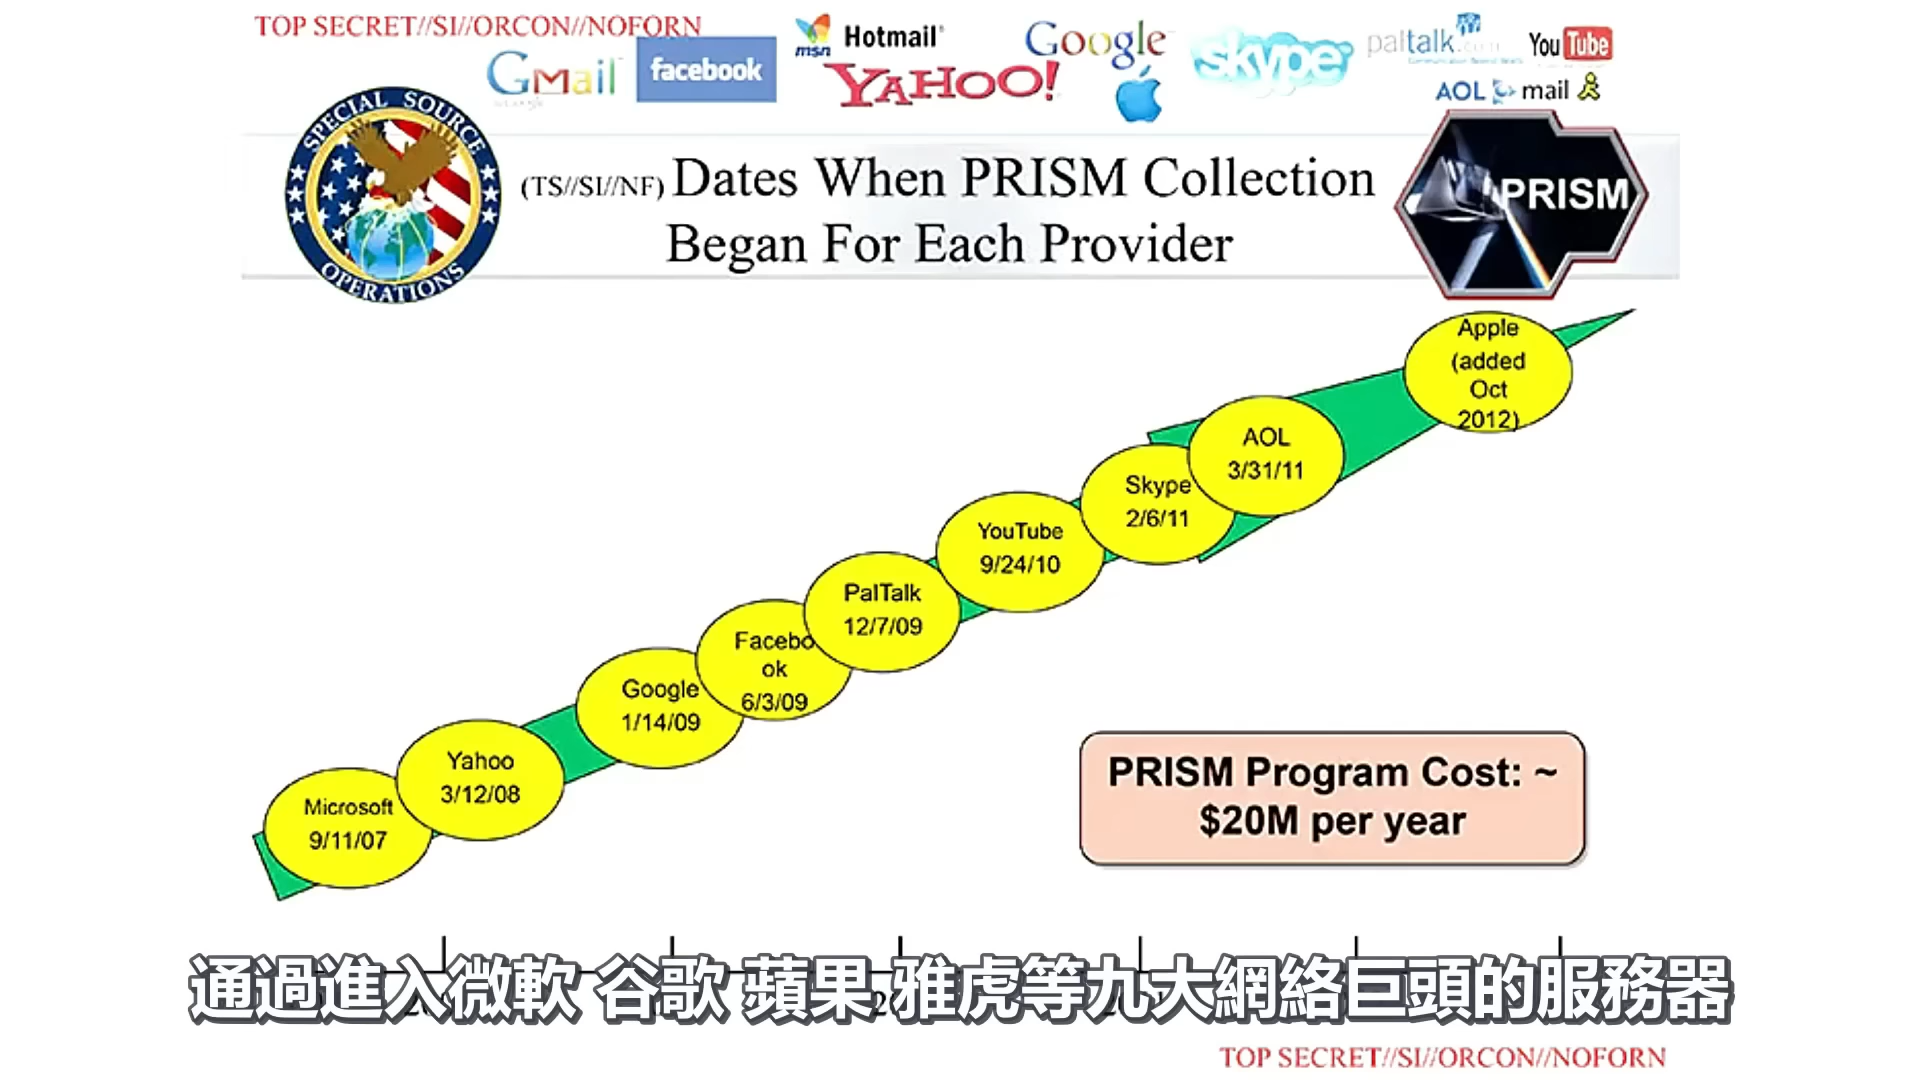 TOP SECRET//SI//ORCON//NOFORN
Gmail
facebook
msn
Hotmail
YAHOO!
Google
skype
paltalk.com
YouTube
AOL mail
SPECIAL SOURCE
OPERATIONS
(TS//SI//NF) Dates When PRISM Collection
Began For Each Provider
PRISM
Apple
(added
Oct
2012)
AOL
3/31/11
Skype
2/6/11
YouTube
9/24/10
PalTalk
12/7/09
Facebo
ok
6/3/09
Google
1/14/09
Yahoo
3/12/08
Microsoft
9/11/07
PRISM Program Cost: ~
$20M per year
通過進入微軟 谷歌 蘋果 雅虎等九大網絡巨頭的服務器
TOP SECRET//SI//ORCON//NOFORN